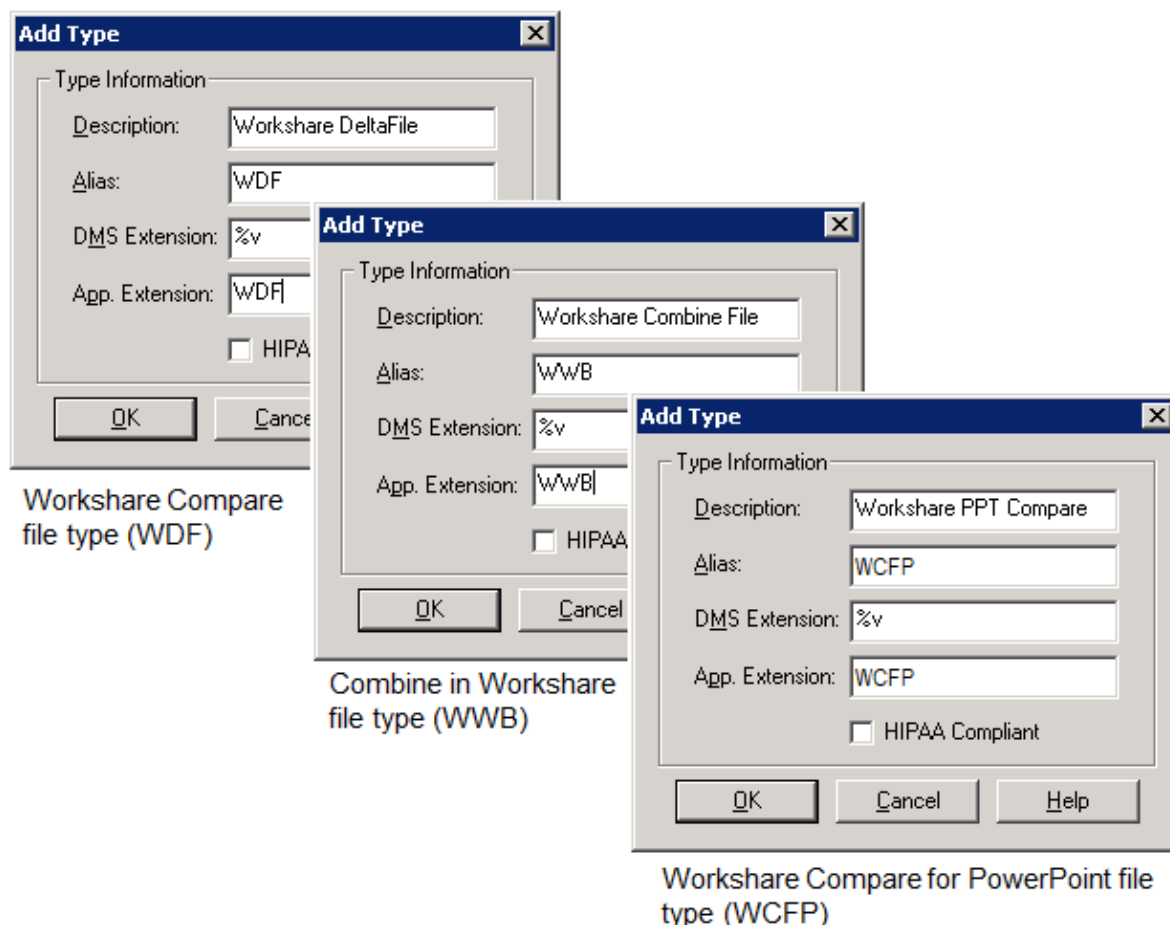 Add Type
Type Information
Description: Workshare DeltaFile
Alias: WDF
DMS Extension: %v
App. Extension: WDF
HIPA
OK Cance
Workshare Compare
file type (WDF)
Add Type
Type Information
Description: Workshare Combine File
Alias: WWB
DMS Extension: %v
App. Extension: WWB
HIPAA
OK Cancel
Combine in Workshare
file type (WWB)
Add Type
Type Information
Description: Workshare PPT Compare
Alias: WCFP
DMS Extension: %v
App. Extension: WCFP
HIPAA Compliant
OK Cancel Help
Workshare Compare for PowerPoint file
type (WCFP)